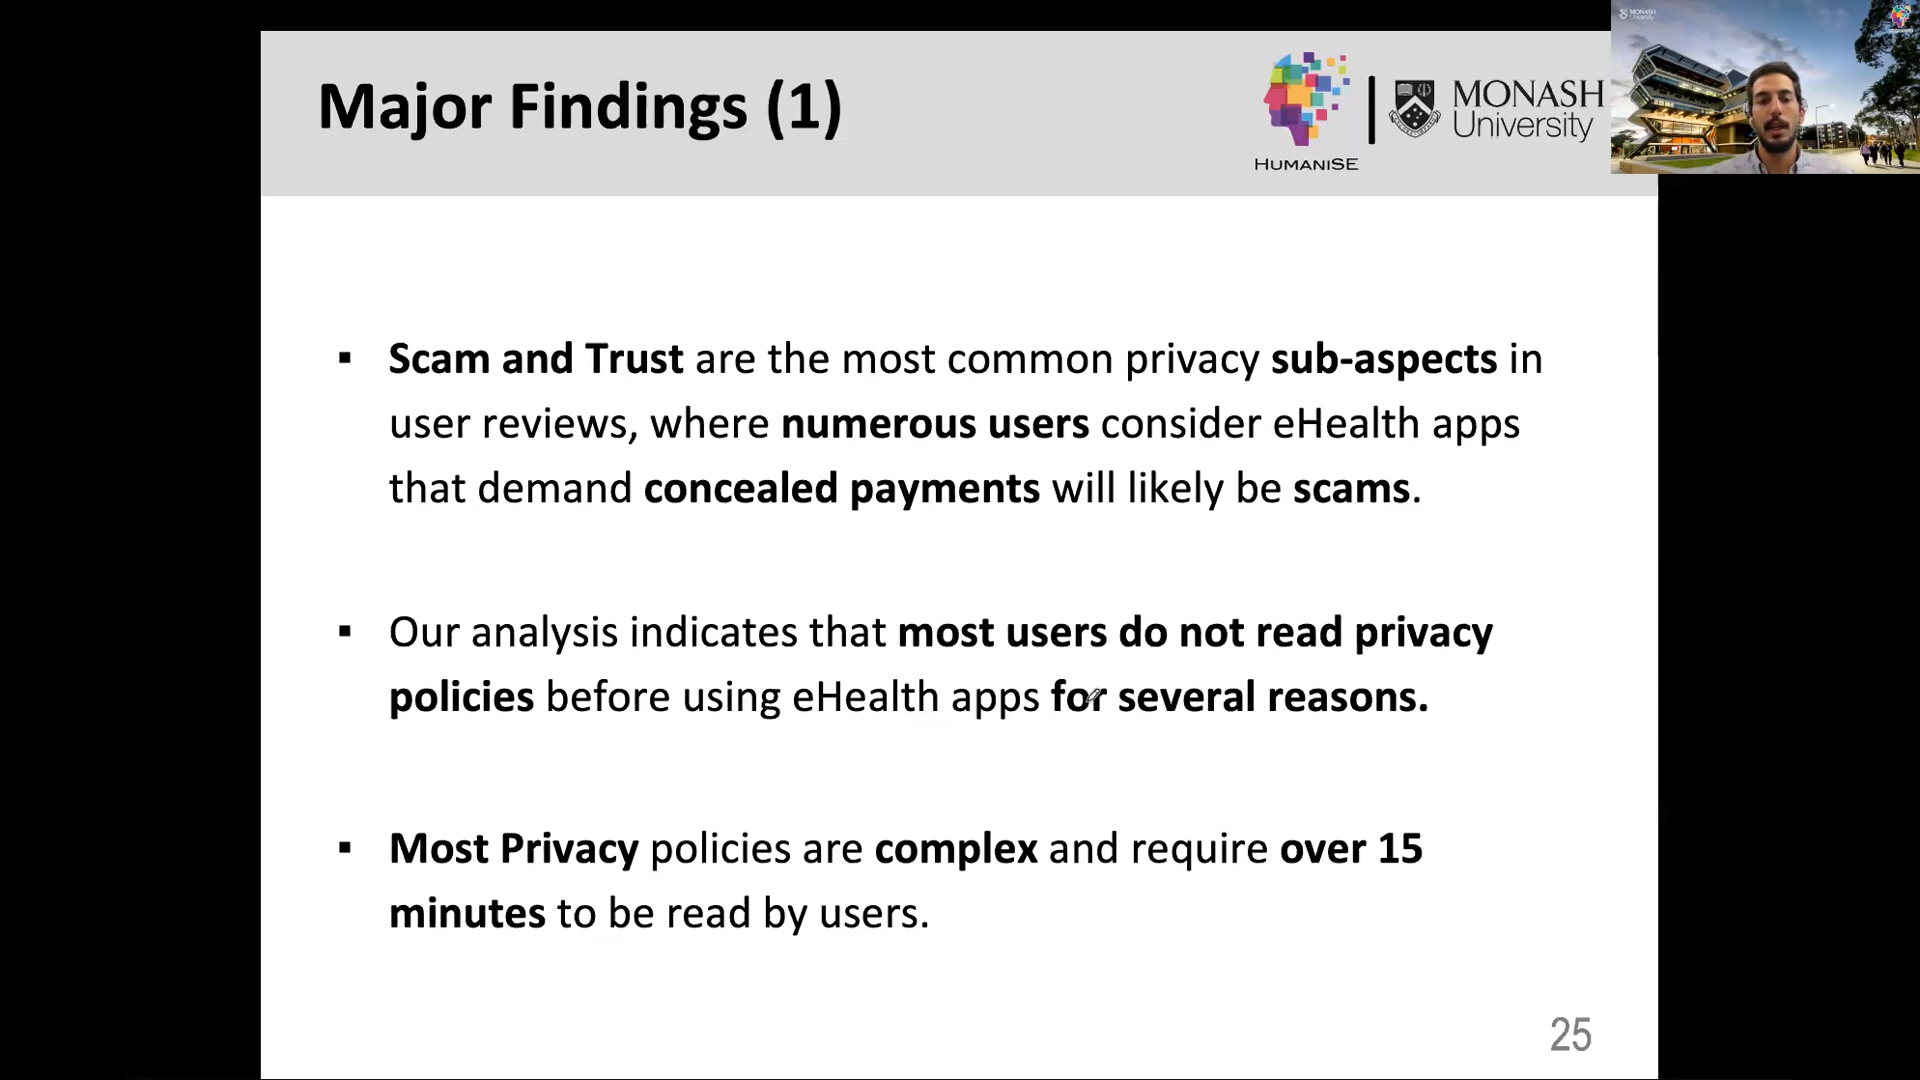 Major Findings (1)
HUMANISE
MONASH
University
MONASH
University
▪ Scam and Trust are the most common privacy sub-aspects in
user reviews, where numerous users consider eHealth apps
that demand concealed payments will likely be scams.
▪ Our analysis indicates that most users do not read privacy
policies before using eHealth apps for several reasons.
▪ Most Privacy policies are complex and require over 15
minutes to be read by users.
25